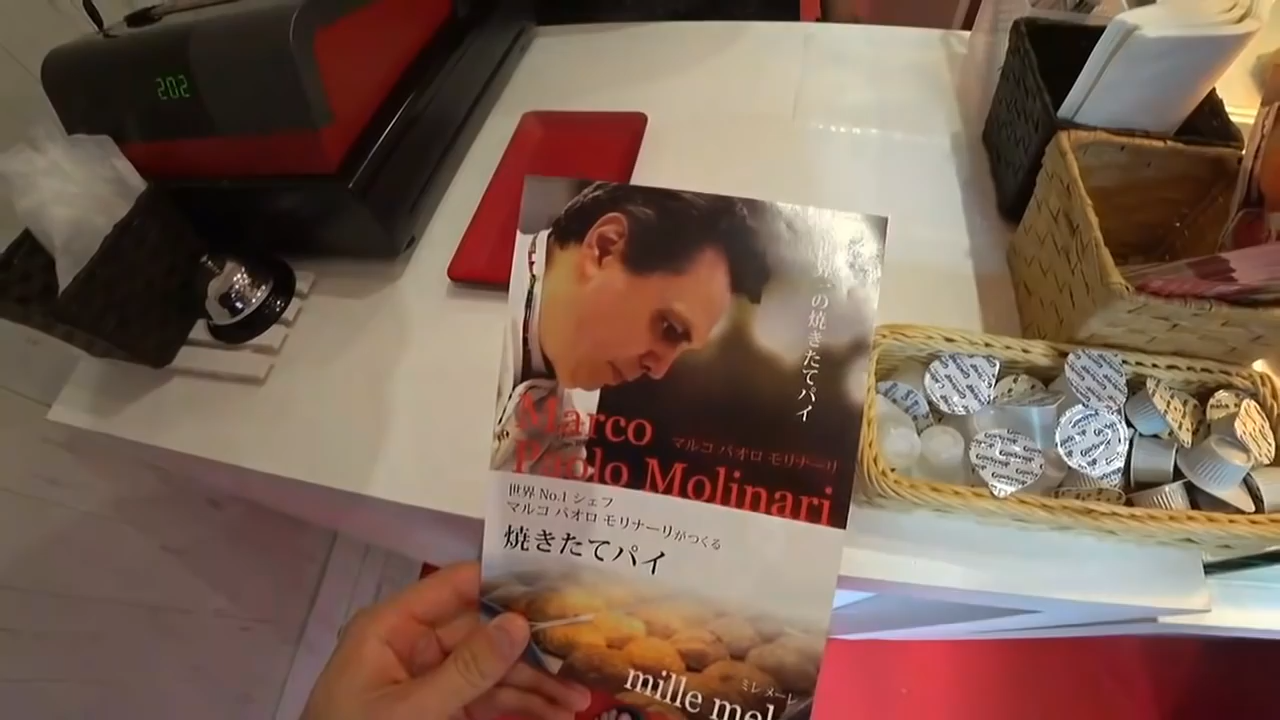 202
の焼きたてパイ
Marco
マルコ パオロ モリナーリ
Paolo Molinari
世界 No.1 シェフ
マルコ パオロ モリナーリがつくる
焼きたてパイ
ミレ メーレ
mille mel